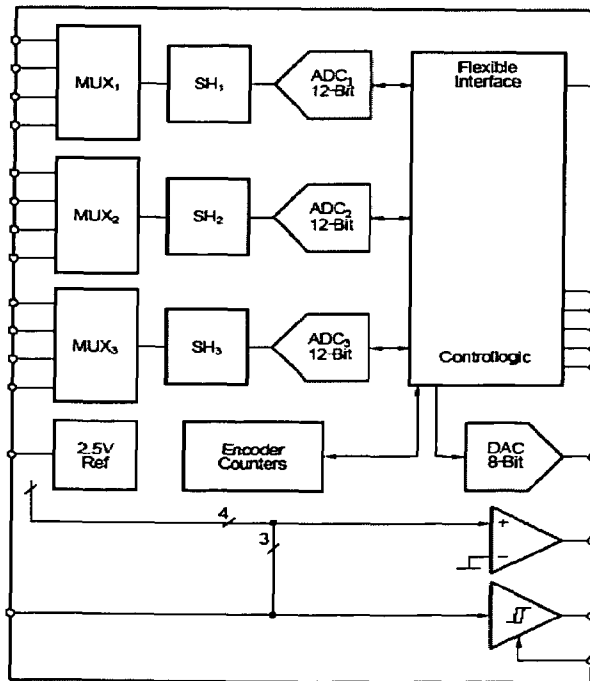 MUX1
SH1
ADC1
12-Bit
Flexible
Interface
MUX2
SH2
ADC2
12-Bit
MUX3
SH3
ADC3
12-Bit
Controllogic
2.5V
Ref
Encoder
Counters
DAC
8-Bit
4
3
+
−